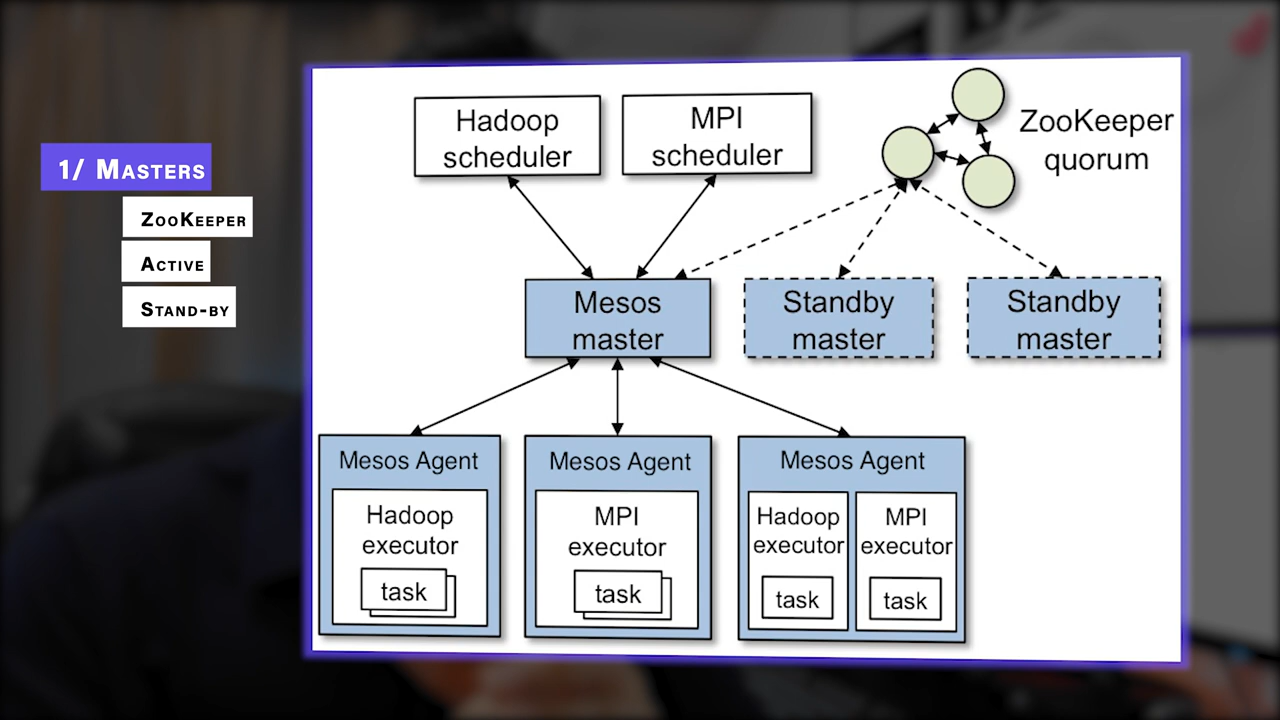 1/ Masters
ZooKeeper
Active
Stand-by
Hadoop
scheduler
MPI
scheduler
ZooKeeper
quorum
Mesos
master
Standby
master
Standby
master
Mesos Agent
Hadoop
executor
task
Mesos Agent
MPI
executor
task
Mesos Agent
Hadoop
executor
task
MPI
executor
task